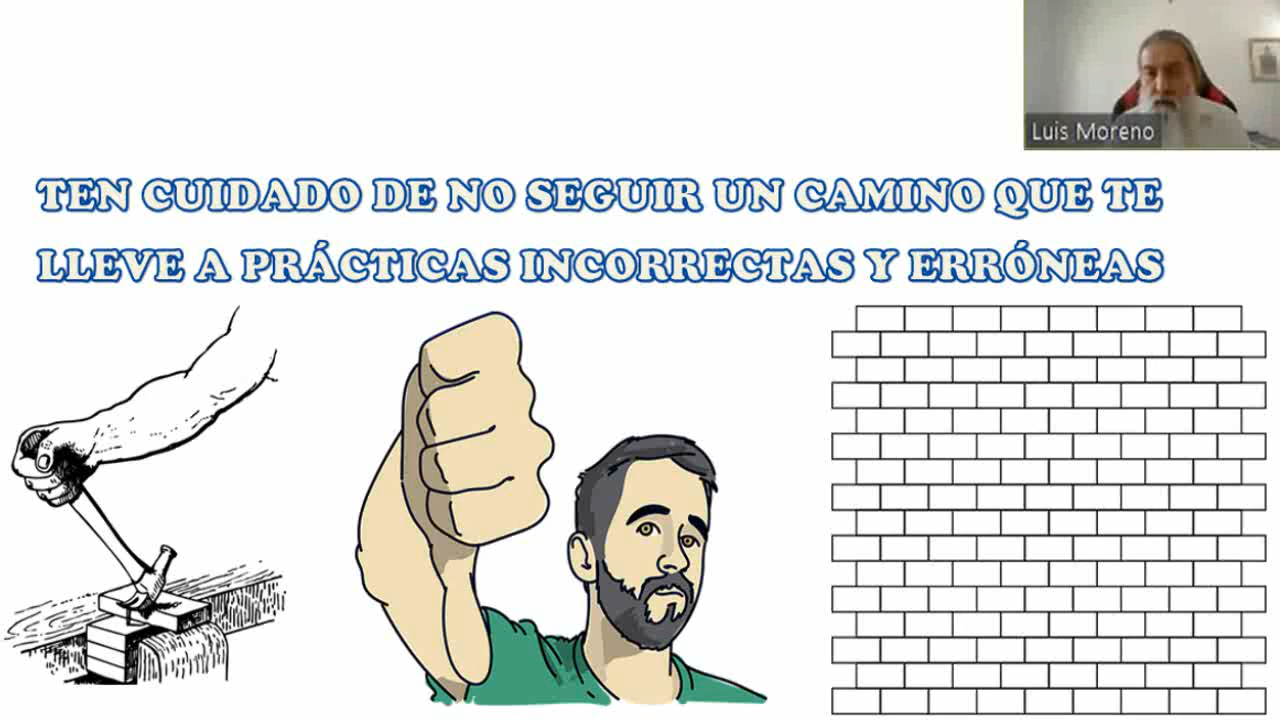 Luis Moreno
TEN CUIDADO DE NO SEGUIR UN CAMINO QUE TE
LLEVE A PRÁCTICAS INCORRECTAS Y ERRÓNEAS